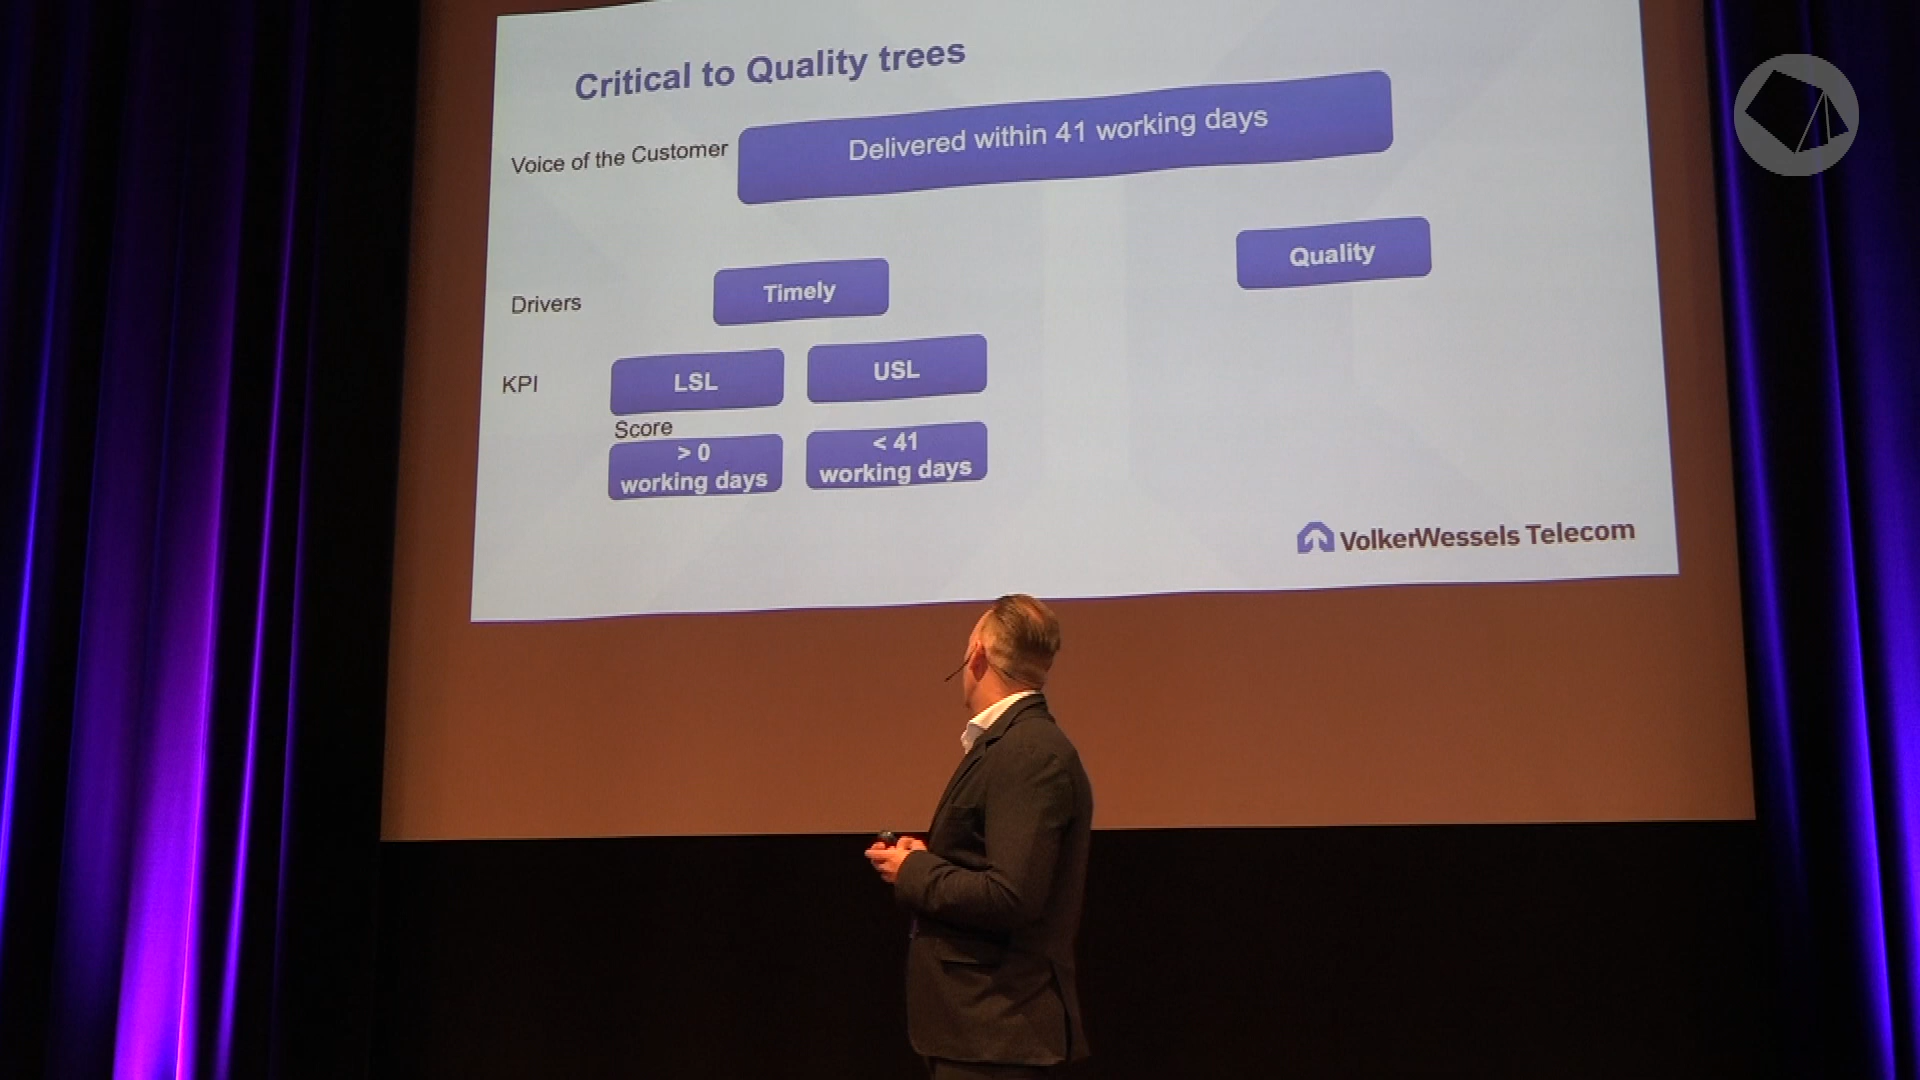 Critical to Quality trees
Voice of the Customer
Delivered within 41 working days
Drivers
Timely
Quality
KPI
LSL
USL
Score
> 0
working days
< 41
working days
VolkerWessels Telecom